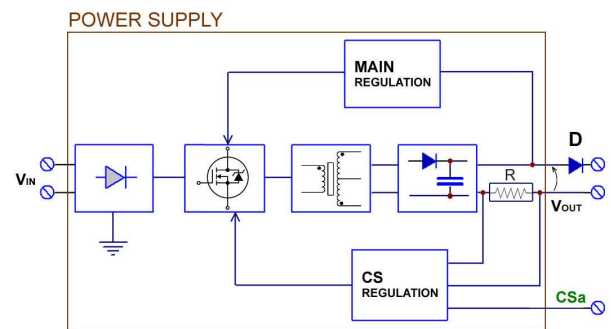 POWER SUPPLY
MAIN
REGULATION
D
VIN
R
VOUT
CS
REGULATION
CSa